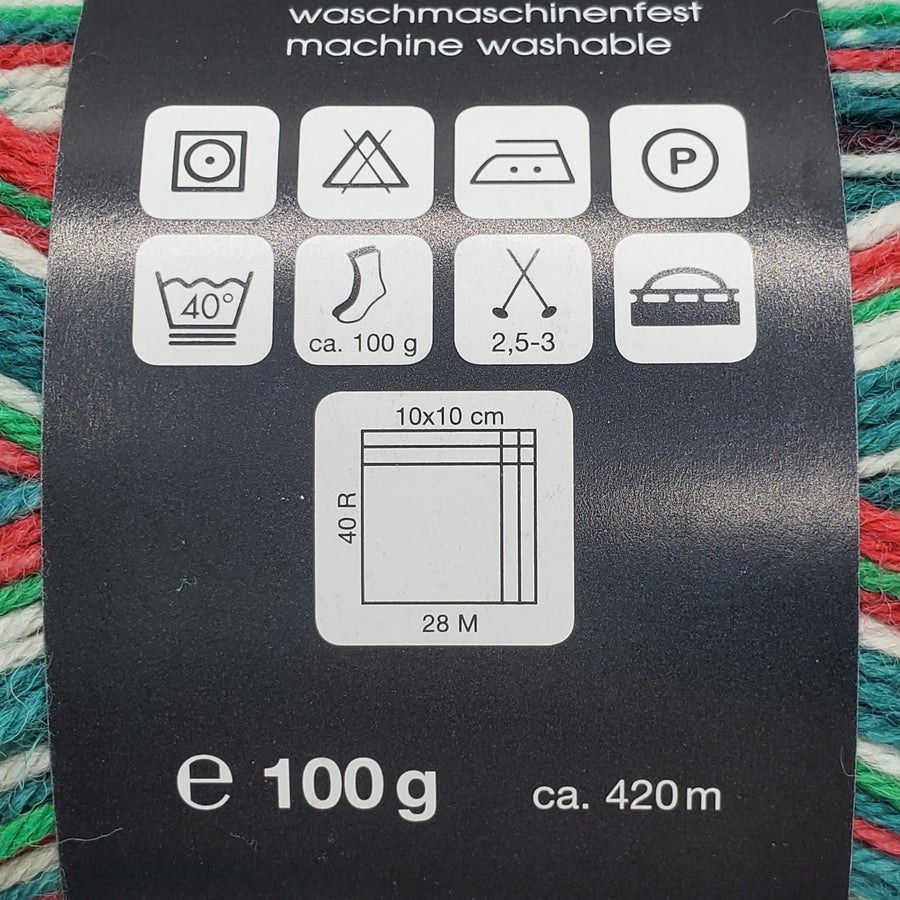 waschmaschinenfest
machine washable
P
40°
ca. 100 g
2,5-3
10x10 cm
40 R
28 M
℮ 100 g
ca. 420 m